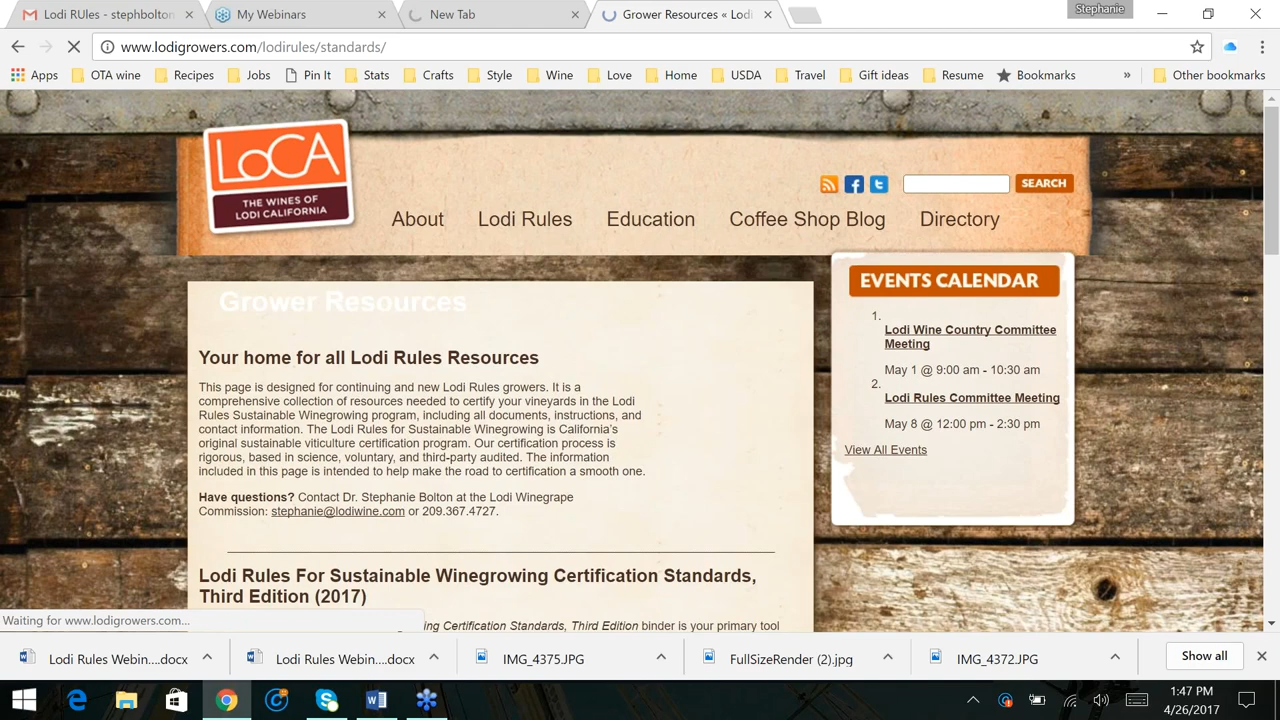 Lodi RUles - stephbolton
My Webinars
New Tab
Grower Resources « Lodi
Stephanie
www.lodigrowers.com/lodirules/standards/
Apps
OTA wine
Recipes
Jobs
Pin It
Stats
Crafts
Style
Wine
Love
Home
USDA
Travel
Gift ideas
Resume
Bookmarks
»
Other bookmarks
LoCA
THE WINES OF
LODI CALIFORNIA
SEARCH
About
Lodi Rules
Education
Coffee Shop Blog
Directory
Grower Resources
Your home for all Lodi Rules Resources
This page is designed for continuing and new Lodi Rules growers. It is a
comprehensive collection of resources needed to certify your vineyards in the Lodi
Rules Sustainable Winegrowing program, including all documents, instructions, and
contact information. The Lodi Rules for Sustainable Winegrowing is California's
original sustainable viticulture certification program. Our certification process is
rigorous, based in science, voluntary, and third-party audited. The information
included in this page is intended to help make the road to certification a smooth one.
Have questions? Contact Dr. Stephanie Bolton at the Lodi Winegrape
Commission: stephanie@lodiwine.com or 209.367.4727.
Lodi Rules For Sustainable Winegrowing Certification Standards,
Third Edition (2017)
ing Certification Standards, Third Edition binder is your primary tool
EVENTS CALENDAR
1.
Lodi Wine Country Committee
Meeting
May 1 @ 9:00 am - 10:30 am
2.
Lodi Rules Committee Meeting
May 8 @ 12:00 pm - 2:30 pm
View All Events
Waiting for www.lodigrowers.com...
Lodi Rules Webin....docx
Lodi Rules Webin....docx
IMG_4375.JPG
FullSizeRender (2).jpg
IMG_4372.JPG
Show all
1:47 PM
4/26/2017